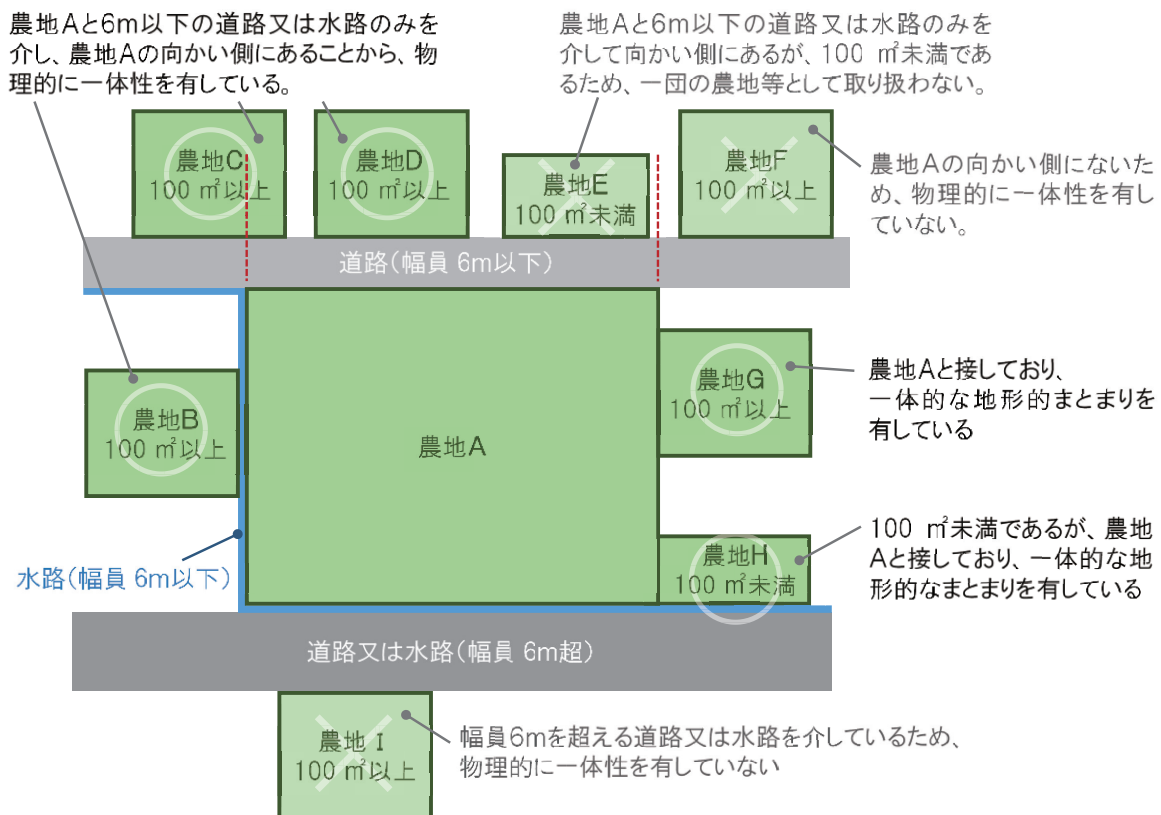 農地Aと6m以下の道路又は水路のみを
介し、農地Aの向かい側にあることから、物
理的に一体性を有している。
農地Aと6m以下の道路又は水路のみを
介して向かい側にあるが、100 ㎡未満であ
るため、一団の農地等として取り扱わない。
農地C
100 ㎡以上
農地D
100 ㎡以上
農地E
100 ㎡未満
農地F
100 ㎡以上
農地Aの向かい側にないた
め、物理的に一体性を有し
ていない。
道路(幅員 6m以下)
農地B
100 ㎡以上
農地A
農地G
100 ㎡以上
農地Aと接しており、
一体的な地形的まとまりを
有している
水路(幅員 6m以下)
農地H
100 ㎡未満
100 ㎡未満であるが、農地
Aと接しており、一体的な地
形的なまとまりを有している
道路又は水路(幅員 6m超)
農地 I
100 ㎡以上
幅員6mを超える道路又は水路を介しているため、
物理的に一体性を有していない